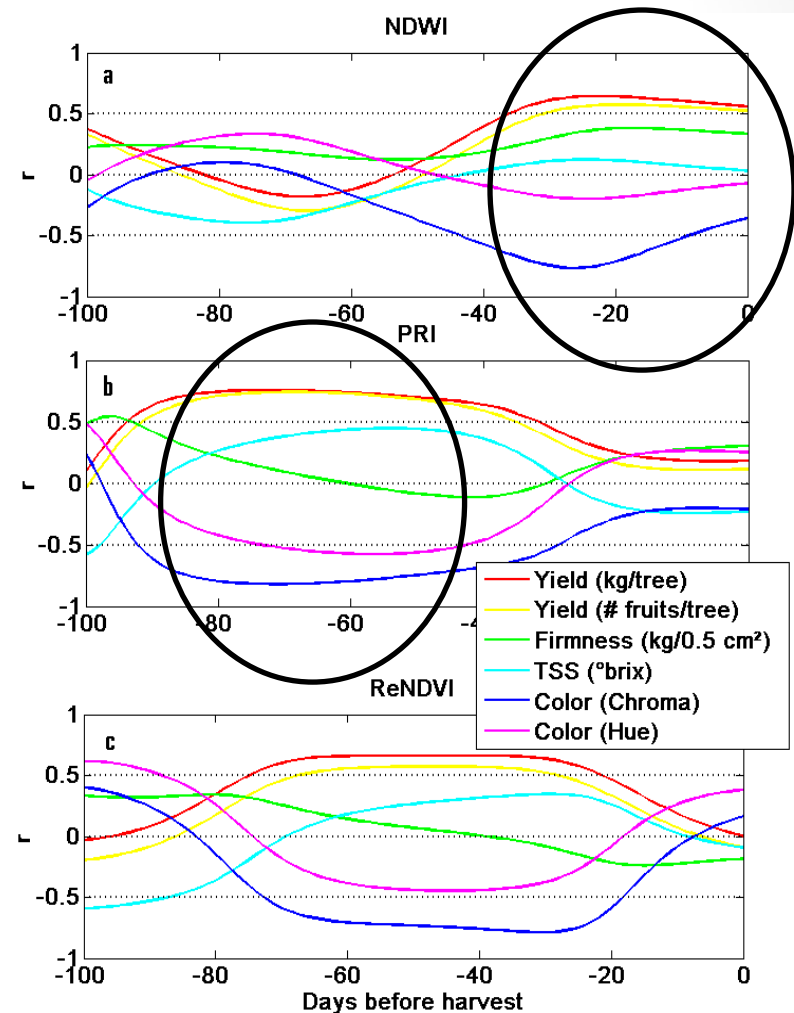 NDWI
1
a
0.5
r
0
-0.5
-1
-100 -80 -60 -40 -20 0
PRI
1
b
0.5
r
0
-0.5
-1
-100 -80 -60 -4
Yield (kg/tree)
Yield (# fruits/tree)
Firmness (kg/0.5 cm²)
TSS (°brix)
Color (Chroma)
Color (Hue)
ReNDVI
1
c
0.5
r
0
-0.5
-1
-100 -80 -60 -40 -20 0
Days before harvest